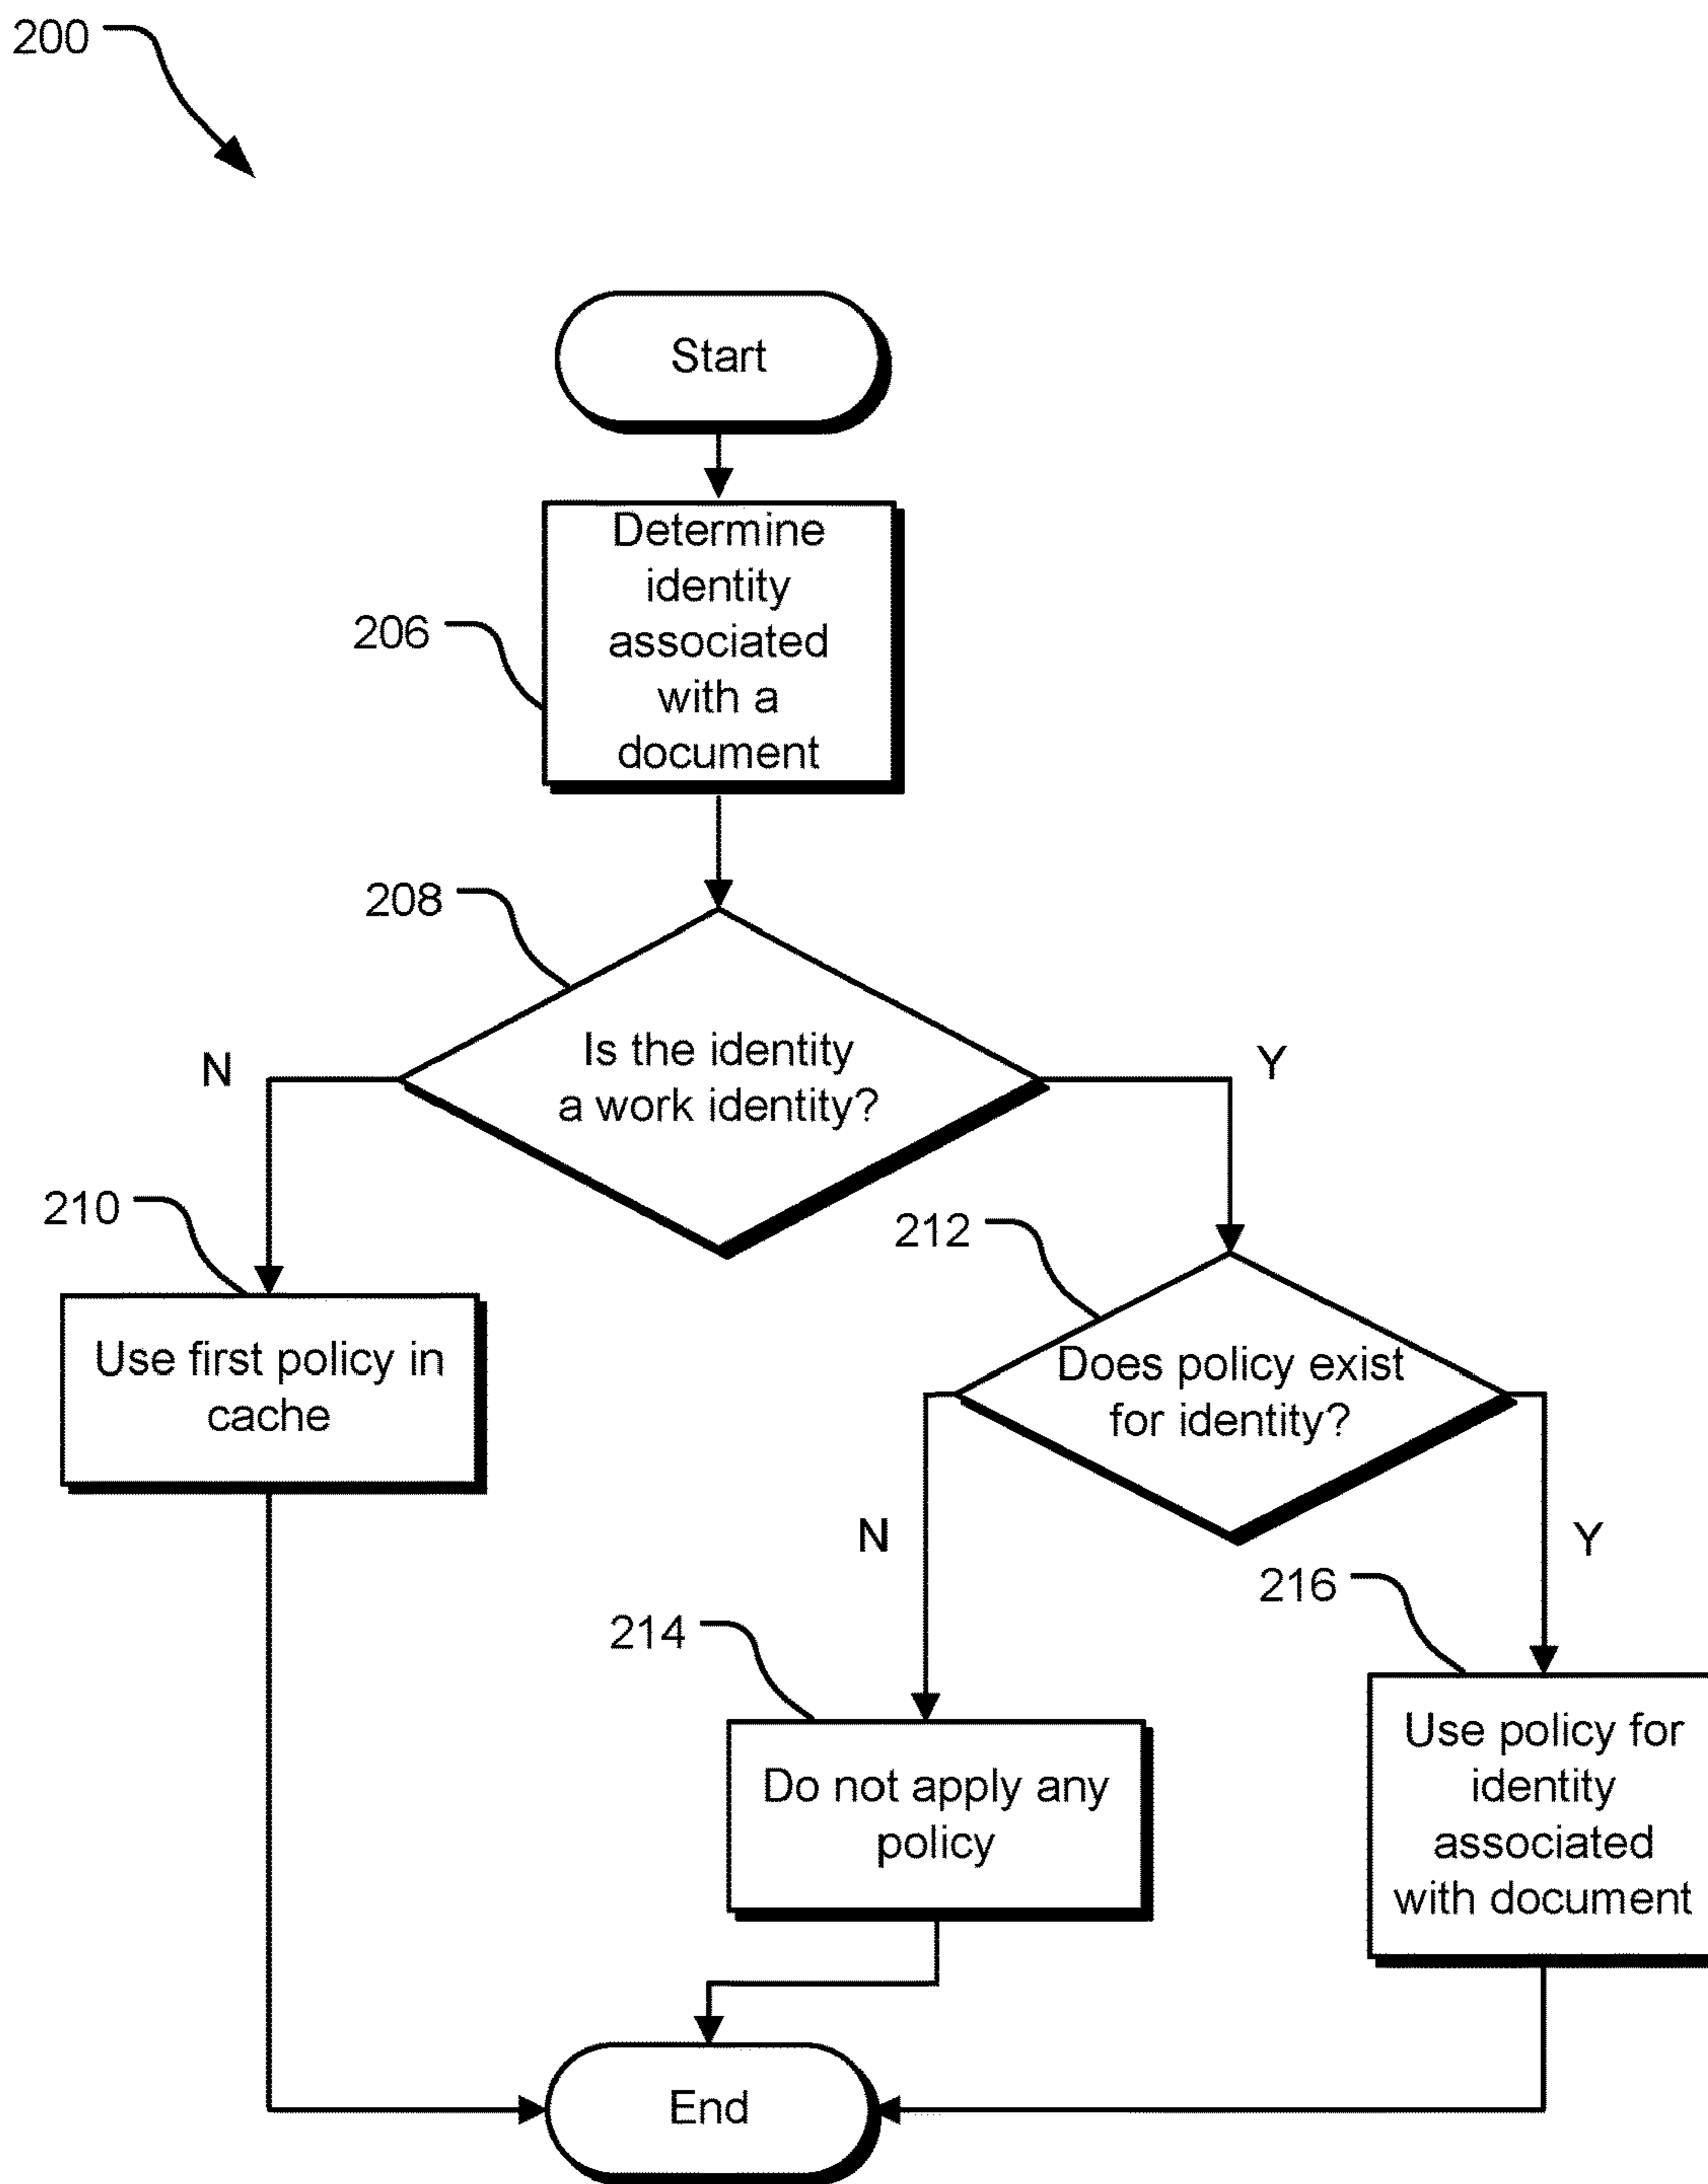 200
Start
206
Determine
identity
associated
with a
document
208
Is the identity
a work identity?
N
Y
210
Use first policy in
cache
212
Does policy exist
for identity?
N
Y
214
Do not apply any
policy
216
Use policy for
identity
associated
with document
End